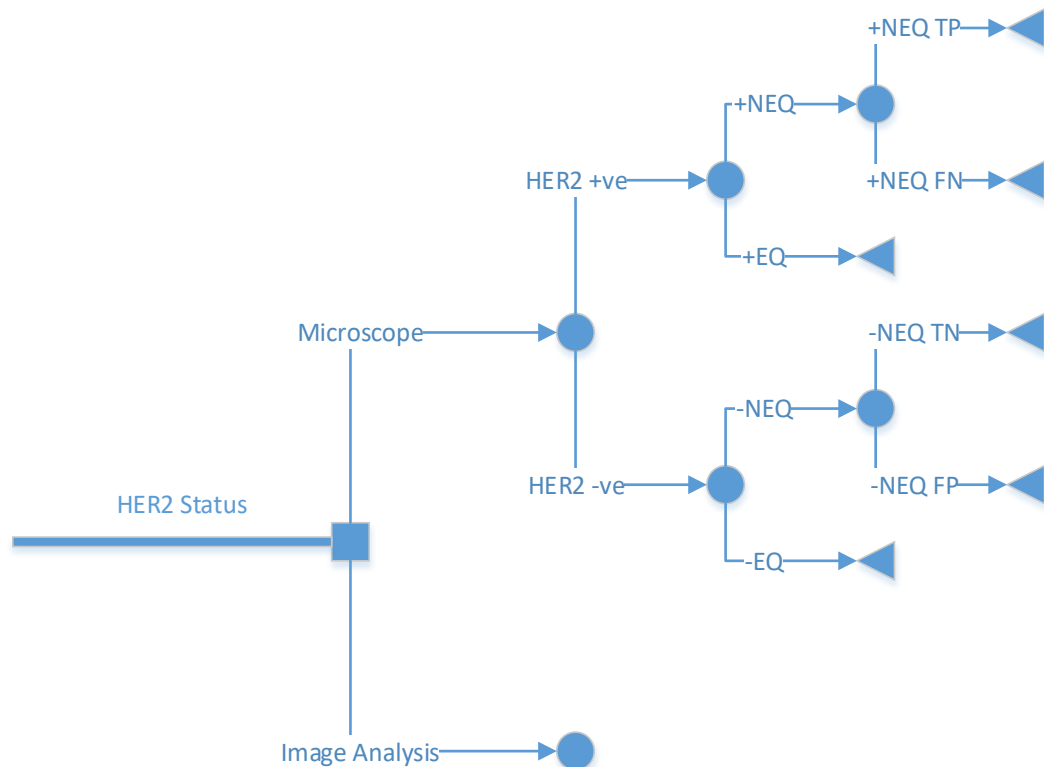 +NEQ TP
+NEQ
HER2 +ve
+NEQ FN
+EQ
Microscope
-NEQ TN
-NEQ
HER2 -ve
-NEQ FP
HER2 Status
-EQ
Image Analysis